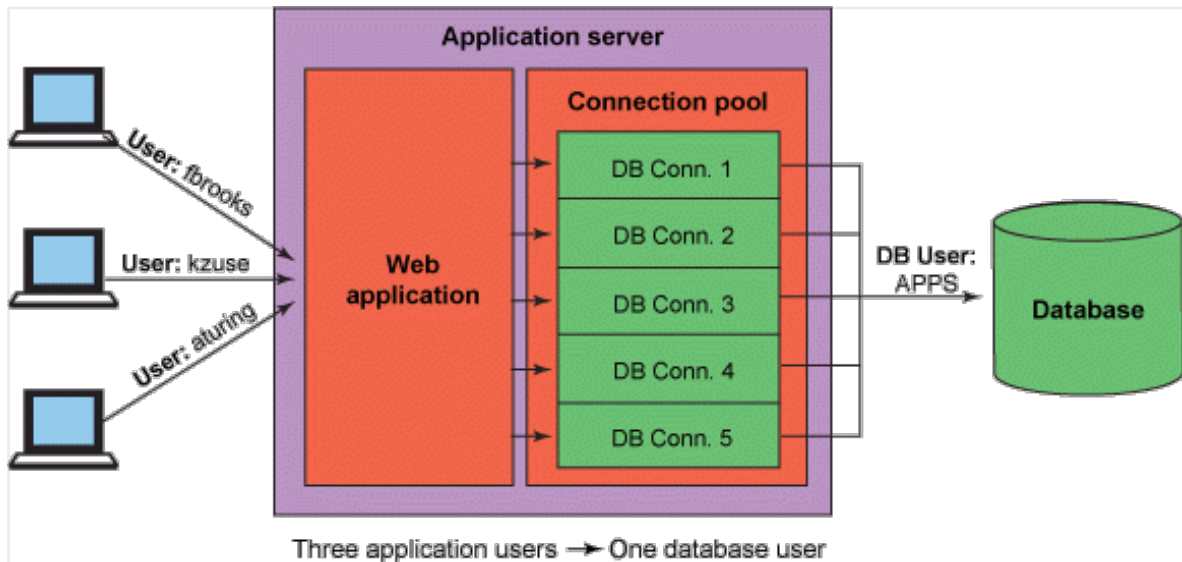 Application server
User: fbrooks
User: kzuse
User: aturing
Web
application
Connection pool
DB Conn. 1
DB Conn. 2
DB Conn. 3
DB Conn. 4
DB Conn. 5
DB User:
APPS
Database
Three application users → One database user